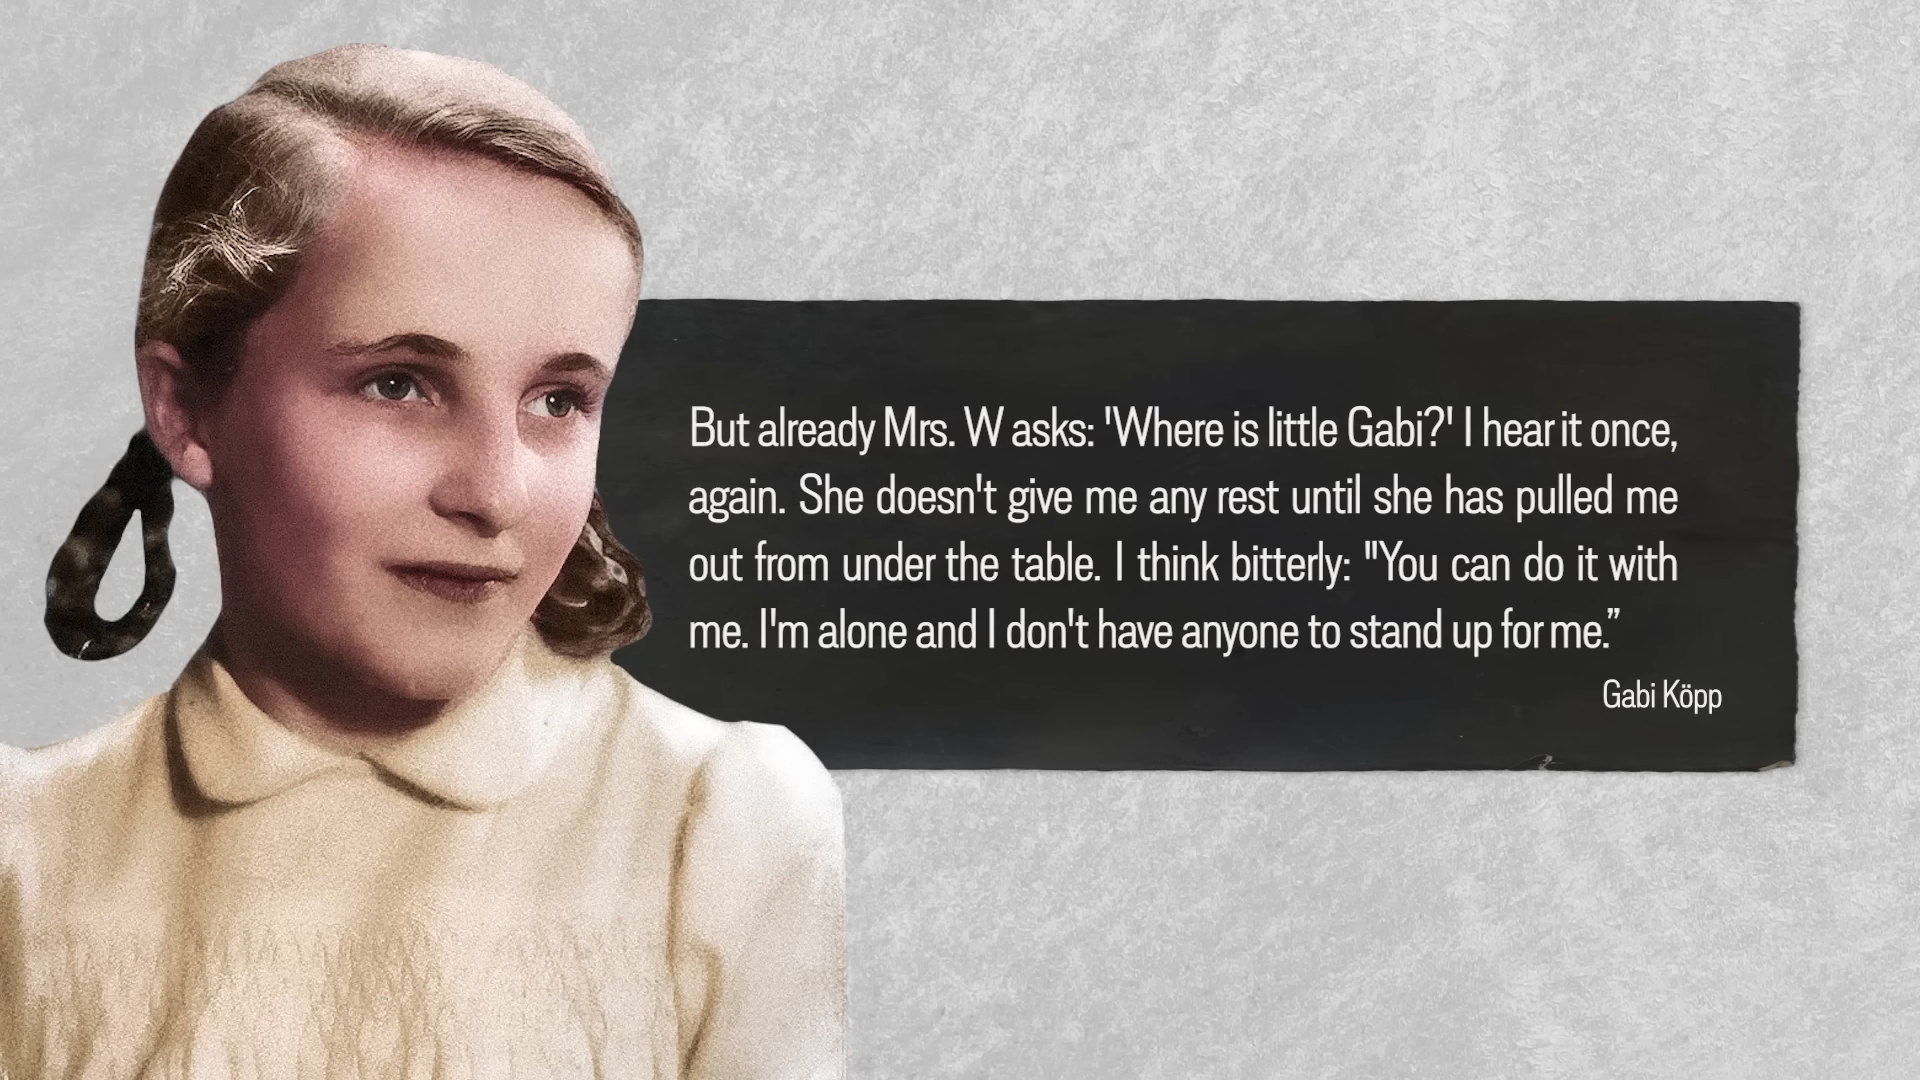 But already Mrs. W asks: 'Where is little Gabi?' I hear it once,
again. She doesn't give me any rest until she has pulled me
out from under the table. I think bitterly: "You can do it with
me. I'm alone and I don't have anyone to stand up for me.”
Gabi Köpp